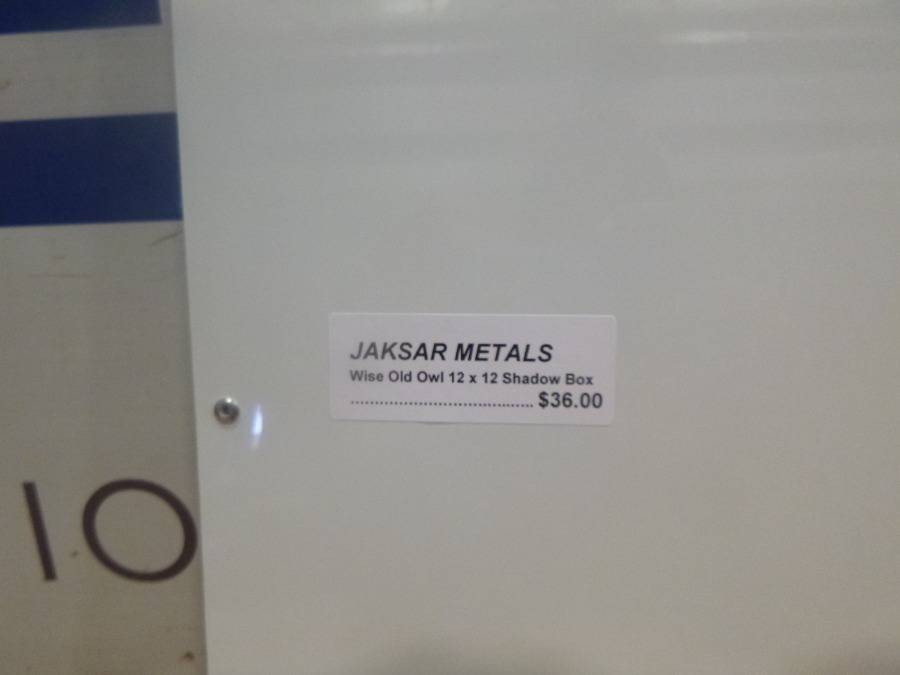 JAKSAR METALS
Wise Old Owl 12 x 12 Shadow Box
....................................... $36.00
10